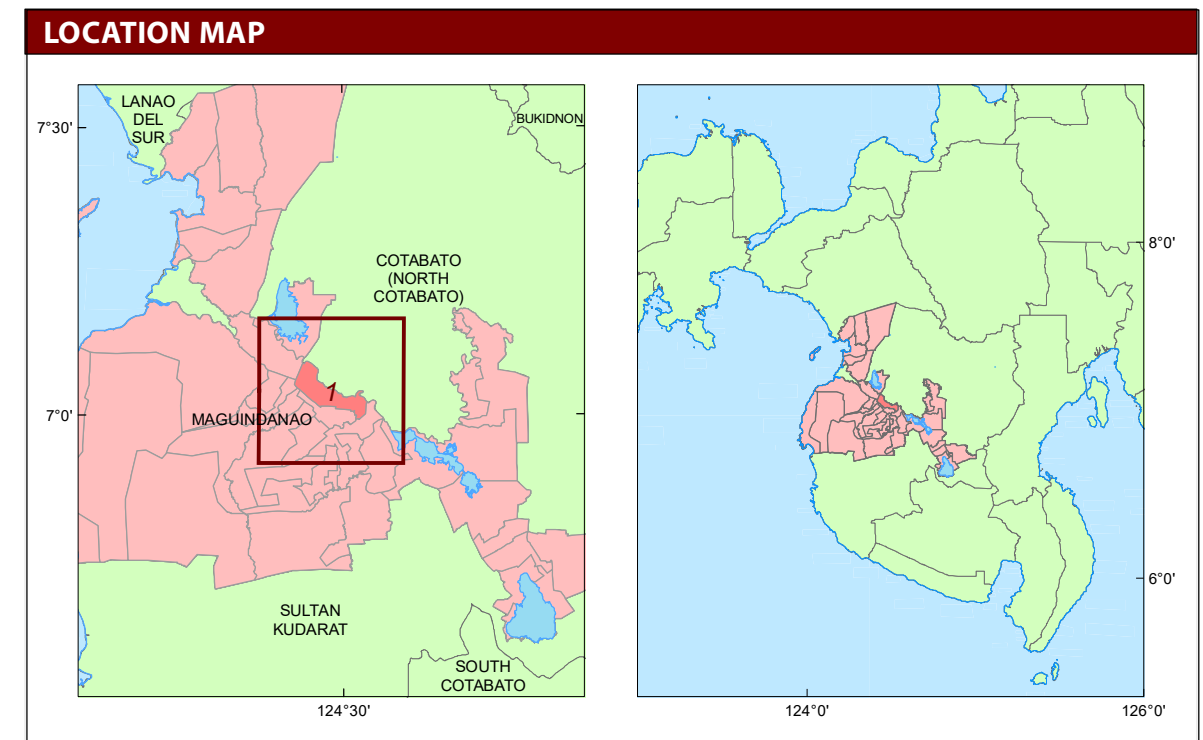 LOCATION MAP
LANAO
DEL
SUR
BUKIDNON
7°30'
COTABATO
(NORTH
COTABATO)
1
7°0'
MAGUINDANAO
SULTAN
KUDARAT
SOUTH
COTABATO
124°30'
8°0'
6°0'
124°0'
126°0'